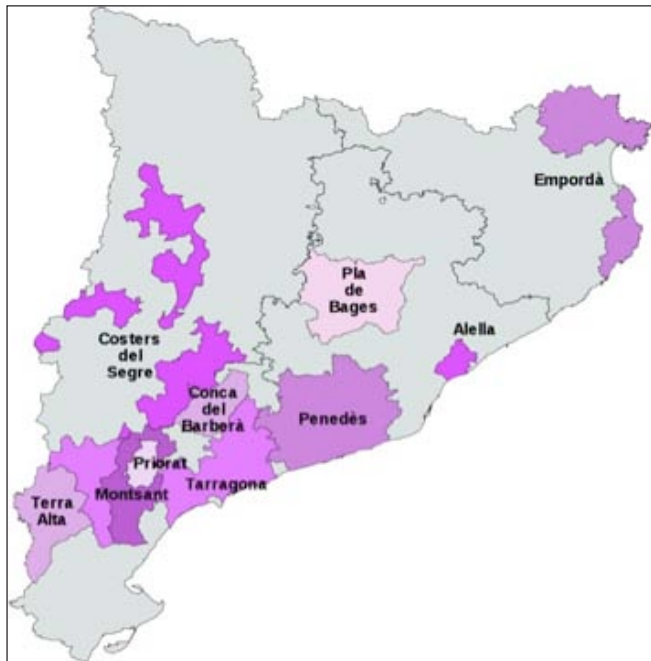 Empordà
Pla
de
Bages
Alella
Costers
del
Segre
Conca
del
Barberà
Penedès
Priorat
Terra
Alta
Montsant
Tarragona